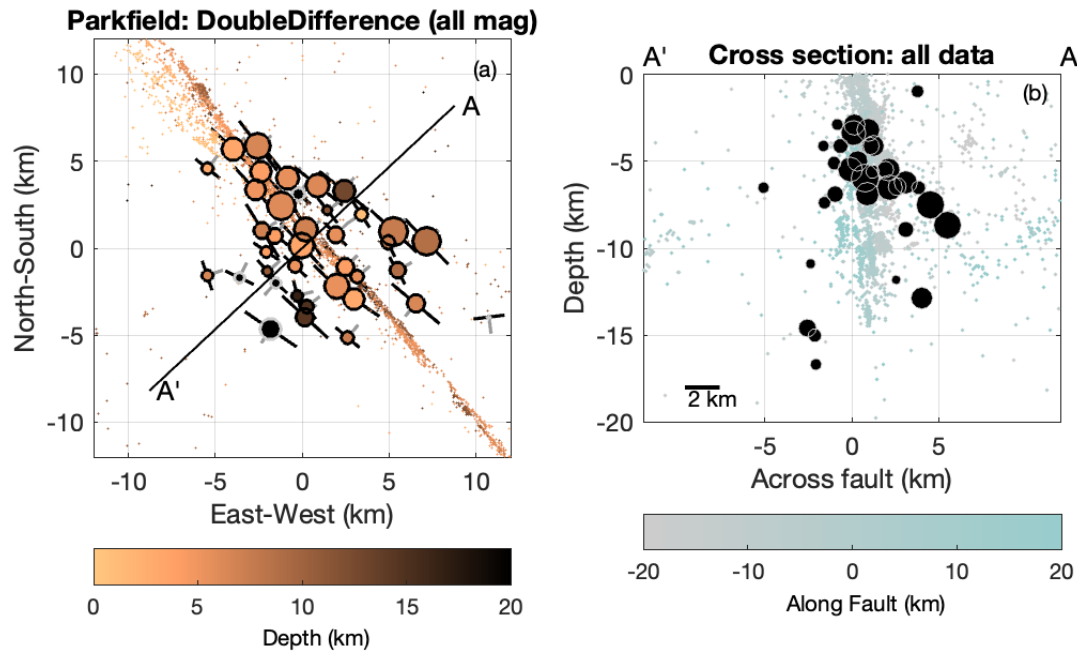 Parkfield: DoubleDifference (all mag)
(a)
A
A'
10
5
0
-5
-10
North-South (km)
-10
-5
0
5
10
East-West (km)
0
5
10
15
20
Depth (km)
A'
A
Cross section: all data
(b)
0
-5
-10
-15
-20
Depth (km)
2 km
-5
0
5
Across fault (km)
-20
-10
0
10
20
Along Fault (km)